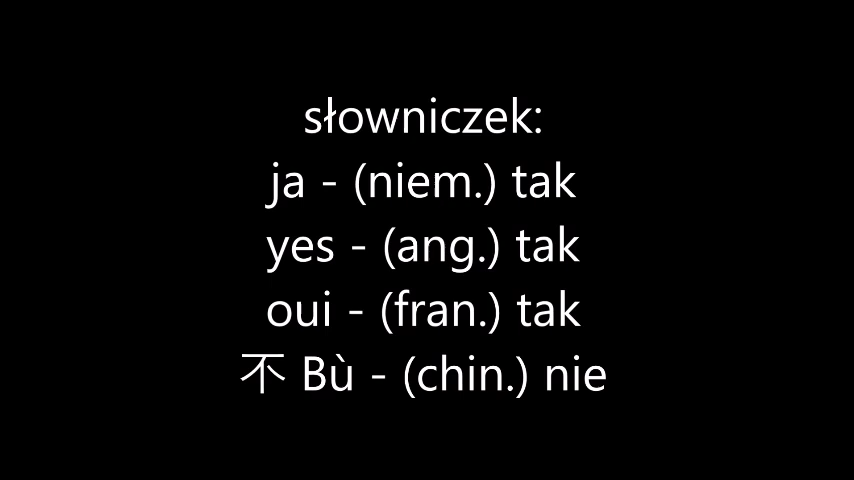 słowniczek:
ja - (niem.) tak
yes - (ang.) tak
oui - (fran.) tak
不 Bù - (chin.) nie